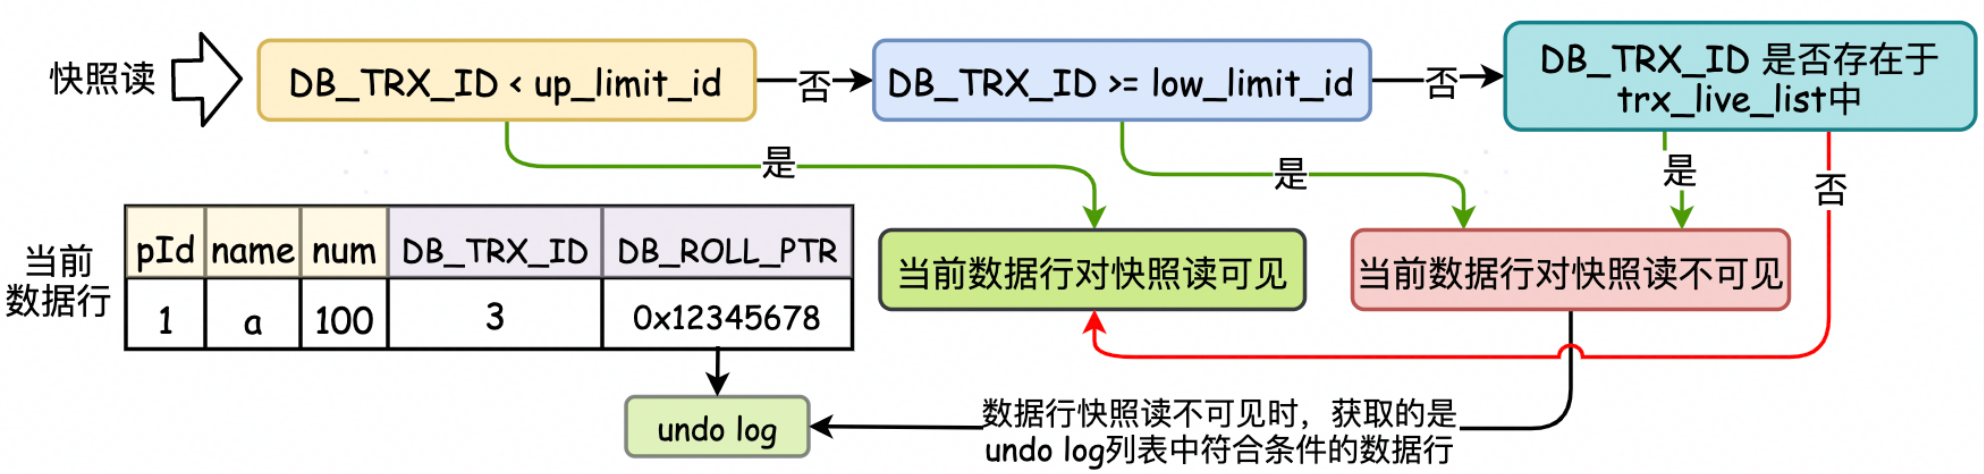 快照读
DB_TRX_ID < up_limit_id
否
DB_TRX_ID >= low_limit_id
否
DB_TRX_ID 是否存在于
trx_live_list中
是
是
是
否
当前
数据行
pId name num DB_TRX_ID DB_ROLL_PTR
1 a 100 3 0x12345678
当前数据行对快照读可见
当前数据行对快照读不可见
undo log
数据行快照读不可见时，获取的是
undo log列表中符合条件的数据行